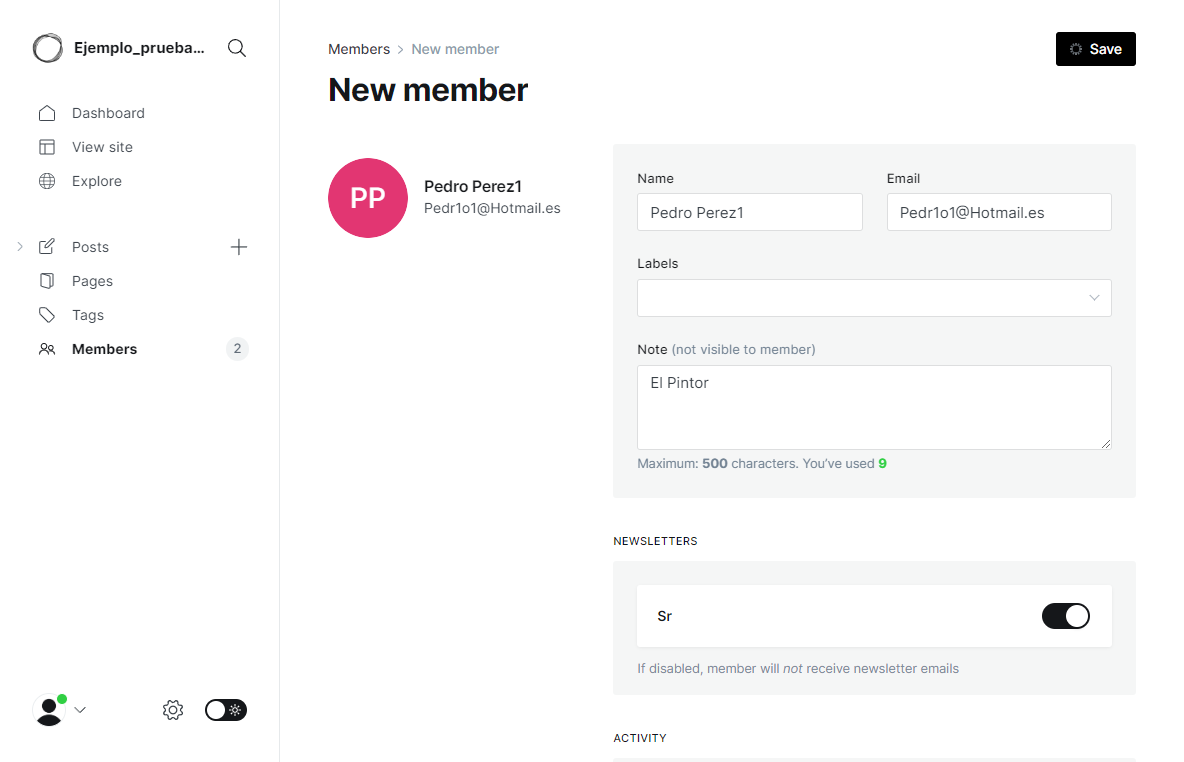 Ejemplo_prueba...
Dashboard
View site
Explore
Posts
Pages
Tags
Members 2
Members > New member
Save
New member
PP
Pedro Perez1
Pedr1o1@Hotmail.es
Name Email
Pedro Perez1 Pedr1o1@Hotmail.es
Labels
Note (not visible to member)
El Pintor
Maximum: 500 characters. You've used 9
NEWSLETTERS
Sr
If disabled, member will not receive newsletter emails
ACTIVITY